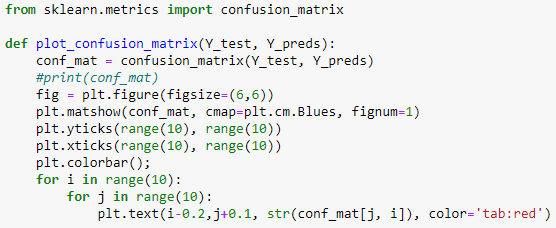 from sklearn.metrics import confusion_matrix
def plot_confusion_matrix(Y_test, Y_preds):
    conf_mat = confusion_matrix(Y_test, Y_preds)
    #print(conf_mat)
    fig = plt.figure(figsize=(6,6))
    plt.matshow(conf_mat, cmap=plt.cm.Blues, fignum=1)
    plt.yticks(range(10), range(10))
    plt.xticks(range(10), range(10))
    plt.colorbar();
    for i in range(10):
        for j in range(10):
            plt.text(i-0.2,j+0.1, str(conf_mat[j, i]), color='tab:red')